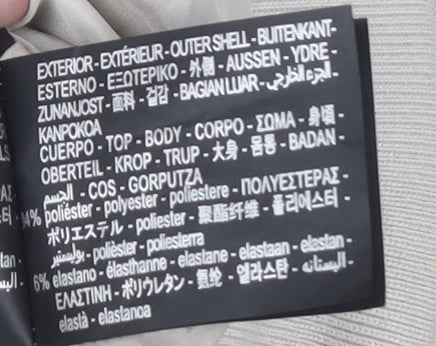 EXTERIOR - EXTÉRIEUR - OUTER SHELL - BUITENKANT-
ESTERNO - ΕΞΩΤΕΡΙΚΟ - 外側 - AUSSEN - YDRE -
ZUNANJOST - 面料 - 겉감 - BAGIAN LUAR - الجزء الخارجي -
KANPOKOA
CUERPO - TOP - BODY - CORPO - ΣΩΜΑ - 身頃 -
OBERTEIL - KROP - TRUP - 大身 - 몸통 - BADAN -
الجسم - COS - GORPUTZA
94% poliéster - polyester - poliestere - ΠΟΛΥΕΣΤΕΡΑΣ -
ポリエステル - poliester - 聚酯纤维 - 폴리에스터 -
بوليستير - polièster - poliesterra
6% elastano - élasthanne - elastane - elastaan - elastan -
ΕΛΑΣΤΙΝΗ - ポリウレタン - 氨纶 - 엘라스탄 - البستانه -
elastà - elastanoa